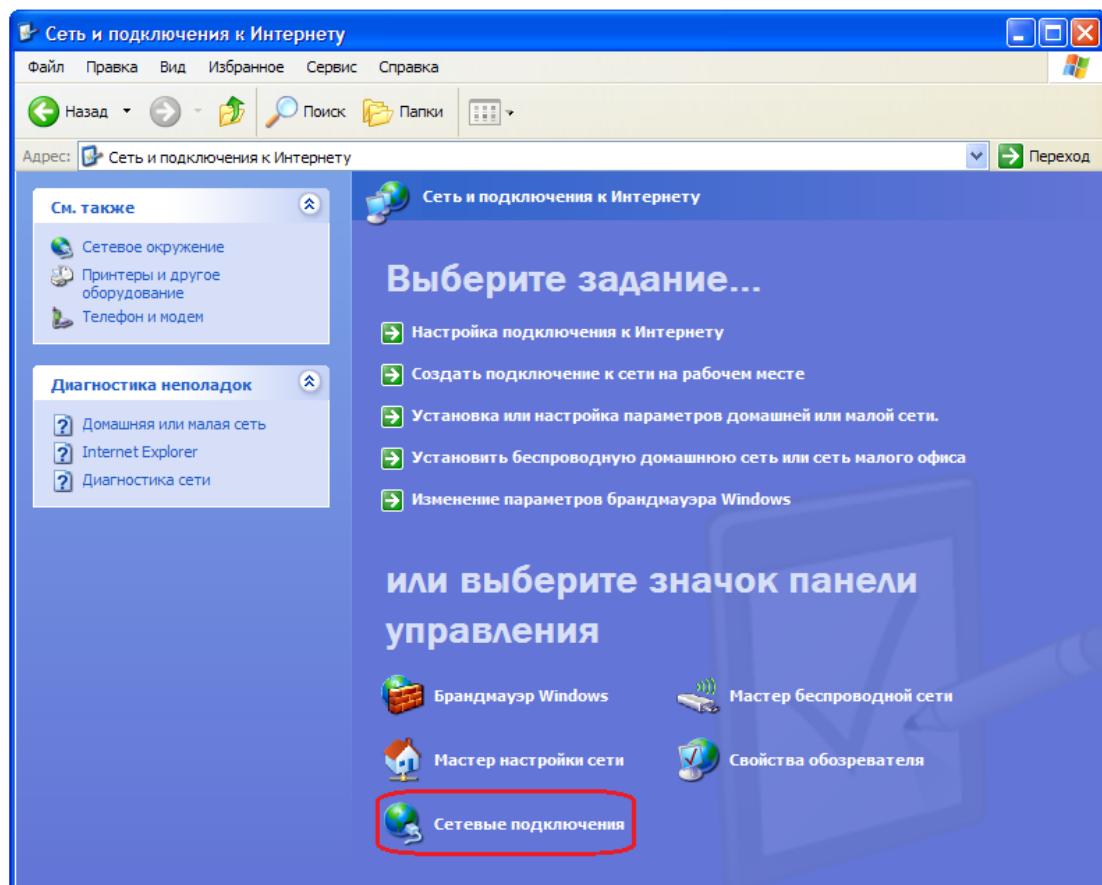 Сеть и подключения к Интернету
Файл Правка Вид Избранное Сервис Справка
Назад Поиск Папки
Адрес: Сеть и подключения к Интернету Переход
См. также
Сетевое окружение
Принтеры и другое
оборудование
Телефон и модем
Диагностика неполадок
Домашняя или малая сеть
Internet Explorer
Диагностика сети
Сеть и подключения к Интернету
Выберите задание...
Настройка подключения к Интернету
Создать подключение к сети на рабочем месте
Установка или настройка параметров домашней или малой сети.
Установить беспроводную домашнюю сеть или сеть малого офиса
Изменение параметров брандмауэра Windows
или выберите значок панели
управления
Брандмауэр Windows
Мастер беспроводной сети
Мастер настройки сети
Свойства обозревателя
Сетевые подключения